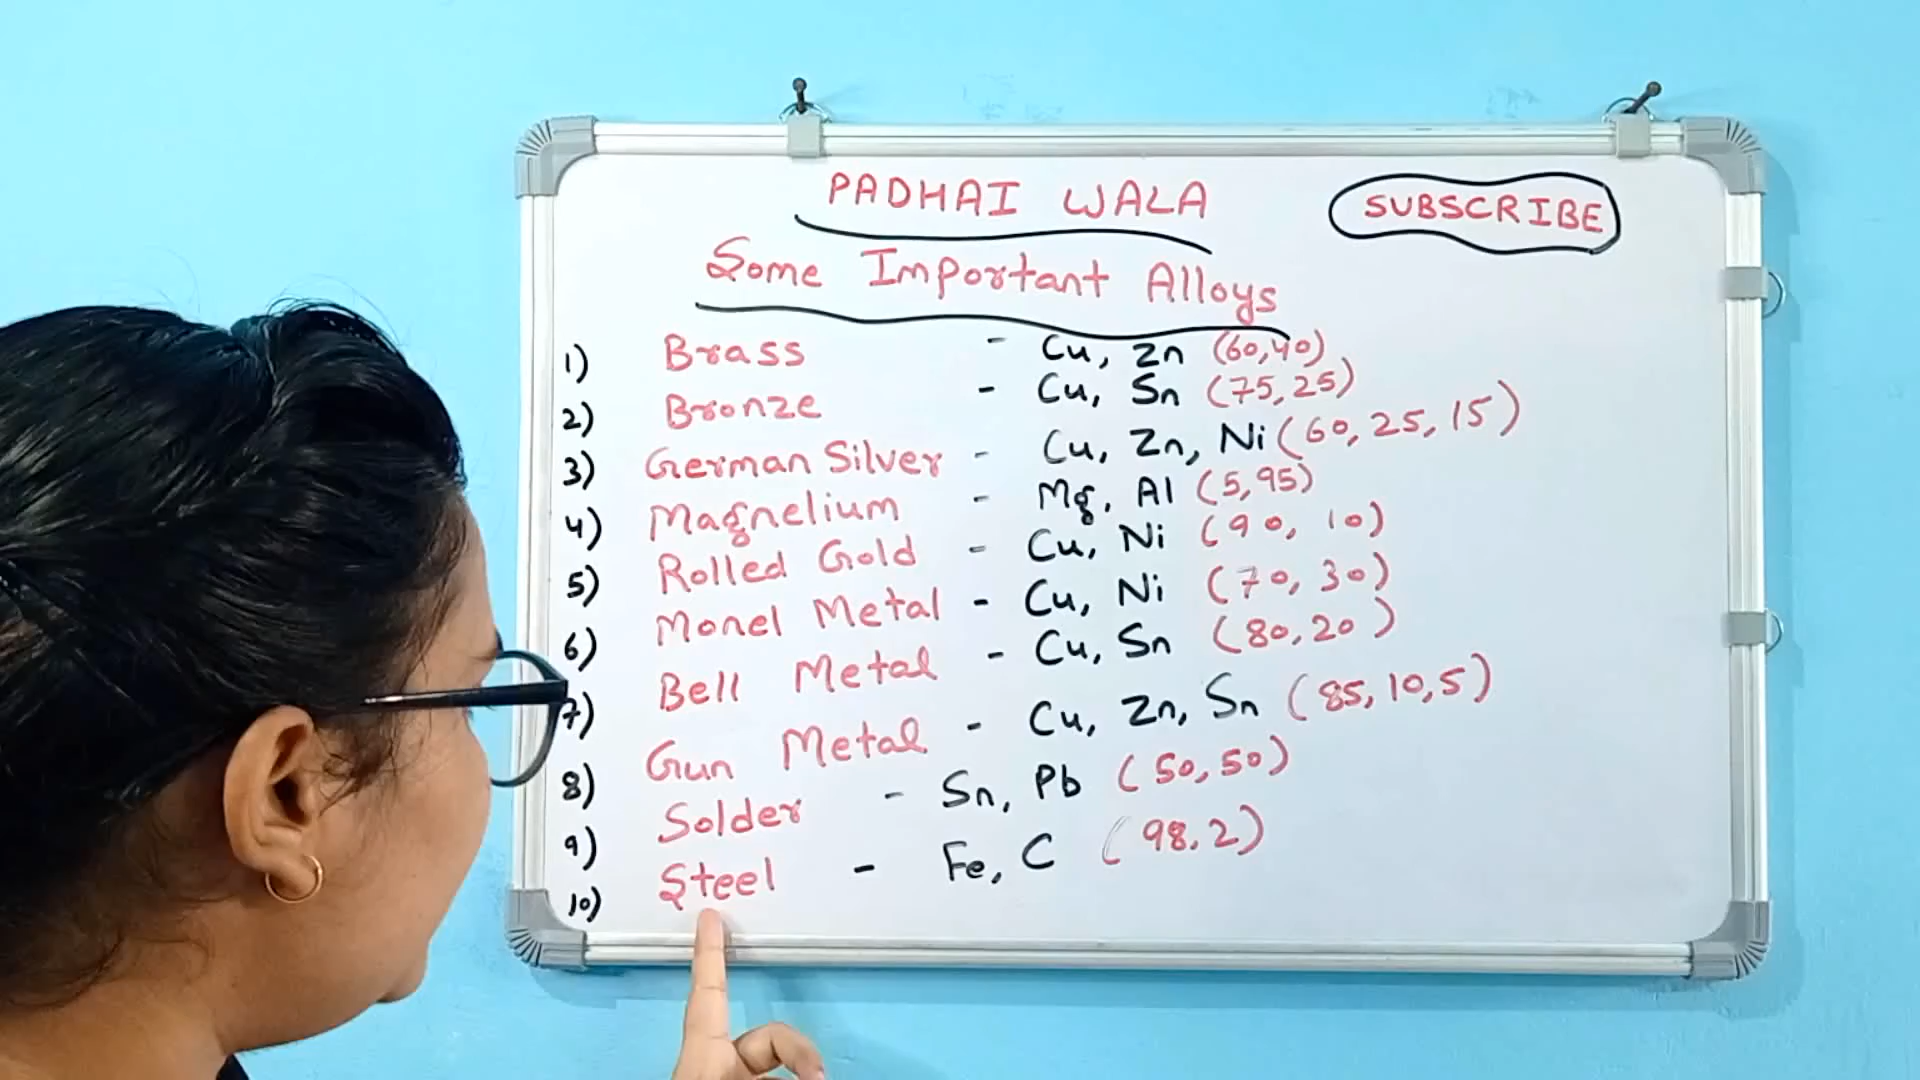 PADHAI WALA
SUBSCRIBE
Some Important Alloys
1) Brass - Cu, Zn (60,40)
2) Bronze - Cu, Sn (75,25)
3) German Silver - Cu, Zn, Ni (60, 25, 15)
4) Magnelium - Mg, Al (5,95)
5) Rolled Gold - Cu, Ni (90, 10)
6) Monel Metal - Cu, Ni (70, 30)
7) Bell Metal - Cu, Sn (80,20)
8) Gun Metal - Cu, Zn, Sn (85,10,5)
9) Solder - Sn, Pb (50,50)
10) Steel - Fe, C (98,2)